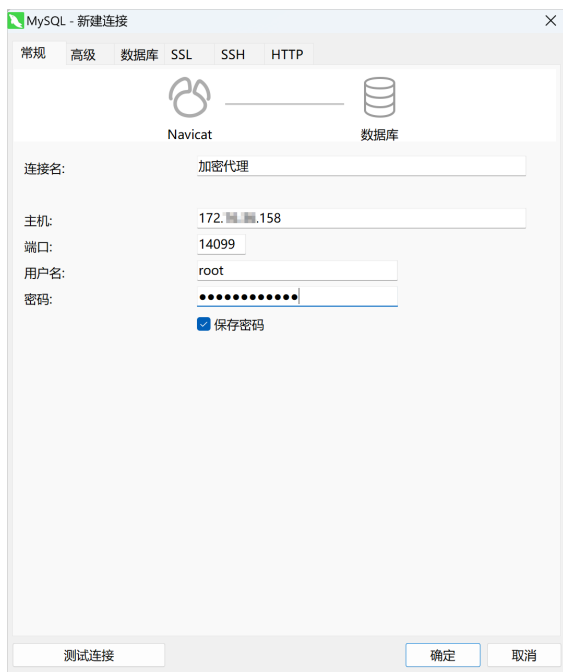 MySQL - 新建连接
常规 高级 数据库 SSL SSH HTTP
Navicat 数据库
连接名: 加密代理
主机: 172. .158
端口: 14099
用户名: root
密码: ●●●●●●●●●●●●
保存密码
测试连接 确定 取消